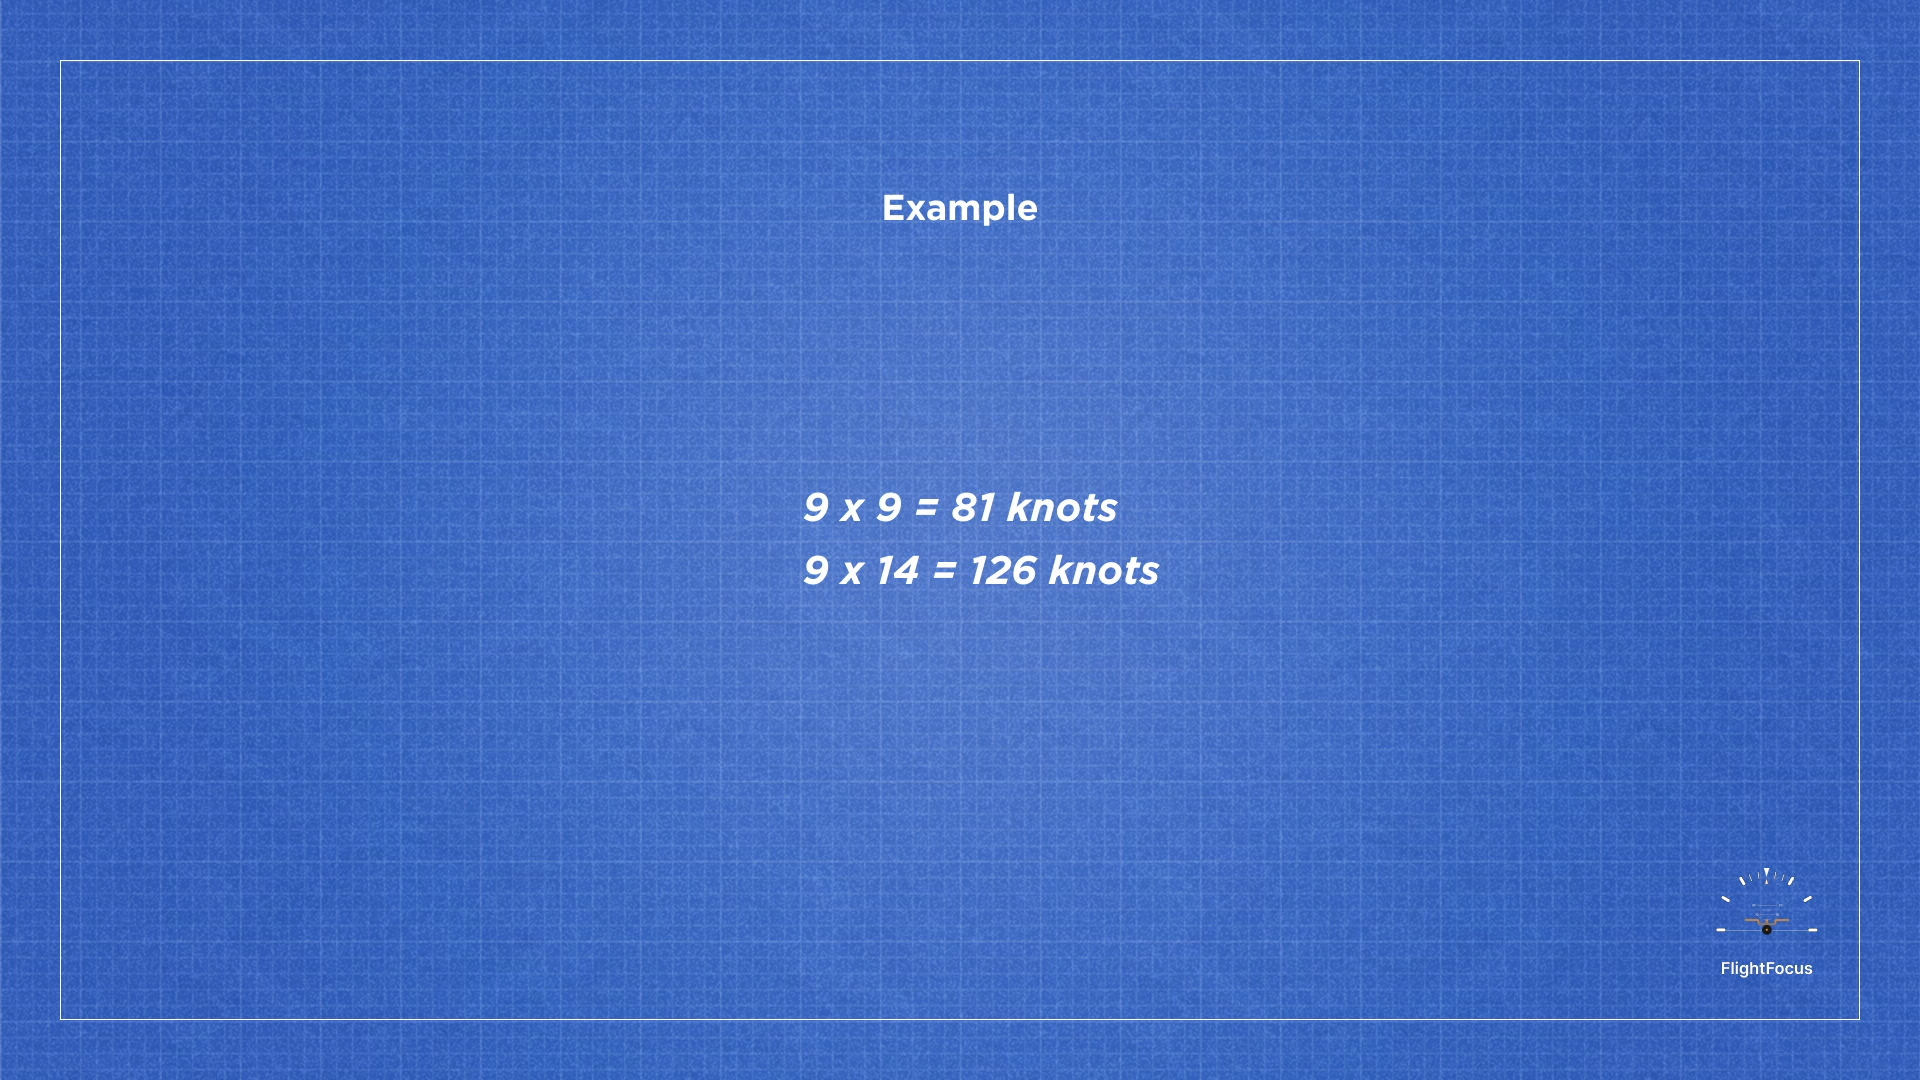 Example
9 x 9 = 81 knots
9 x 14 = 126 knots
FlightFocus